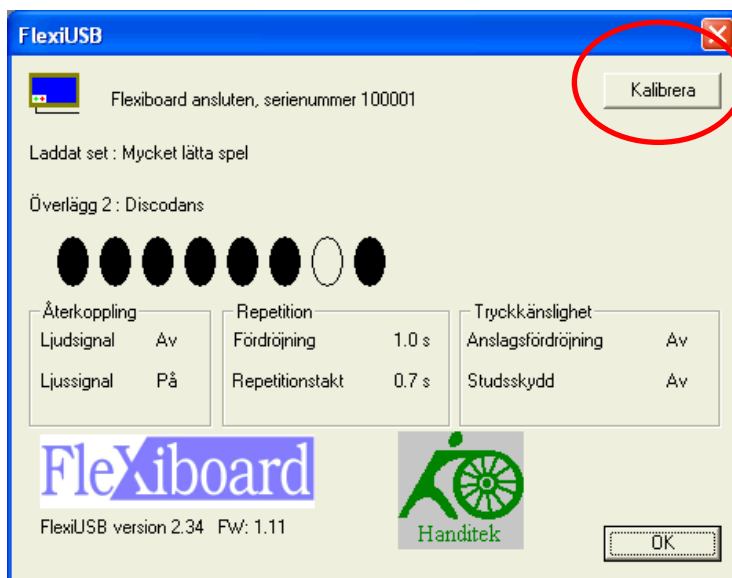 FlexiUSB
Flexiboard ansluten, serienummer 100001
Kalibrera
Laddat set : Mycket lätta spel
Överlägg 2 : Discodans
Återkoppling
Ljudsignal Av
Ljussignal På
Repetition
Fördröjning 1.0 s
Repetitionstakt 0.7 s
Tryckkänslighet
Anslagsfördröjning Av
Studsskydd Av
FleXiboard
Handitek
FlexiUSB version 2.34 FW: 1.11
OK